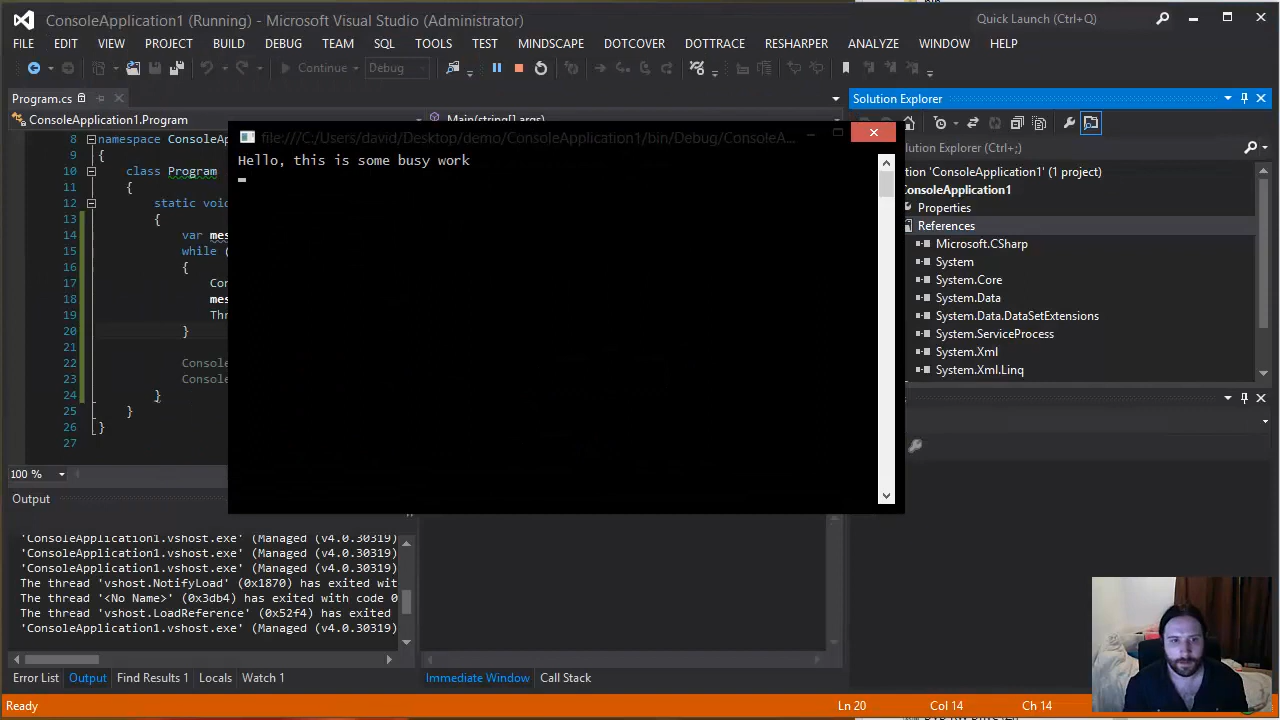 ConsoleApplication1 (Running) - Microsoft Visual Studio (Administrator)
Quick Launch (Ctrl+Q)
FILE EDIT VIEW PROJECT BUILD DEBUG TEAM SQL TOOLS TEST MINDSCAPE DOTCOVER DOTTRACE RESHARPER ANALYZE WINDOW HELP
Continue Debug
Program.cs
ConsoleApplication1.Program
Main(string[] args)
8 namespace ConsoleA
9 {
10 class Program
11 {
12 static void
13 {
14 var mes
15 while (
16 {
17 Con
18 mes
19 Thr
20 }
21
22 Console
23 Console
24 }
25 }
26 }
27
100 %
file:///C:/Users/david/Desktop/demo/ConsoleApplication1/bin/Debug/ConsoleA...
Hello, this is some busy work
Solution Explorer
olution Explorer (Ctrl+;)
tion 'ConsoleApplication1' (1 project)
onsoleApplication1
Properties
References
Microsoft.CSharp
System
System.Core
System.Data
System.Data.DataSetExtensions
System.ServiceProcess
System.Xml
System.Xml.Linq
Output
'ConsoleApplication1.vshost.exe' (Managed (v4.0.30319)
'ConsoleApplication1.vshost.exe' (Managed (v4.0.30319)
'ConsoleApplication1.vshost.exe' (Managed (v4.0.30319)
The thread 'vshost.NotifyLoad' (0x1870) has exited wit
The thread '<No Name>' (0x3db4) has exited with code 0
The thread 'vshost.LoadReference' (0x52f4) has exited
'ConsoleApplication1.vshost.exe' (Managed (v4.0.30319)
Error List Output Find Results 1 Locals Watch 1
Immediate Window Call Stack
Ready
Ln 20 Col 14 Ch 14